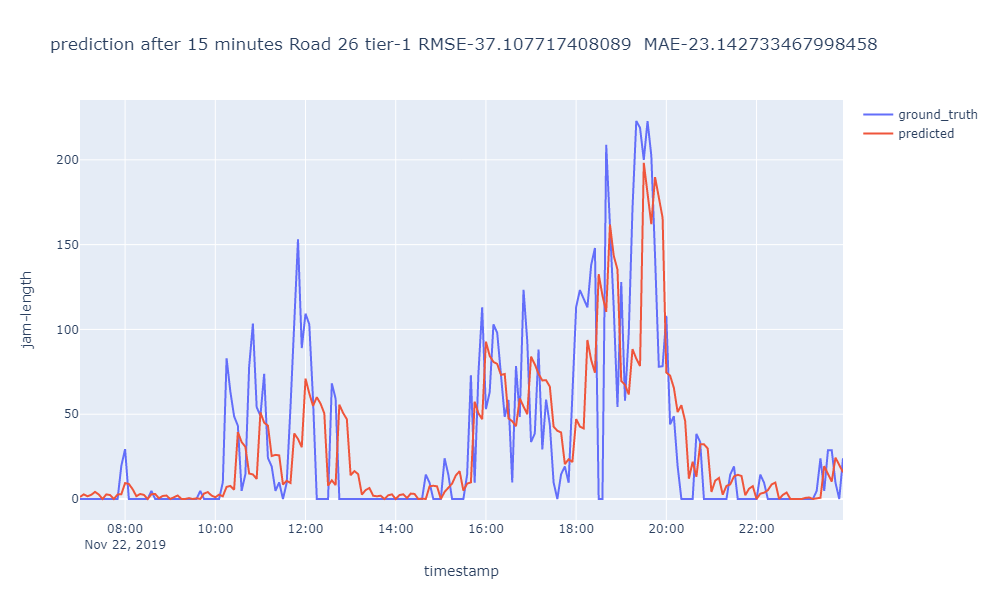 prediction after 15 minutes Road 26 tier-1 RMSE-37.107717408089  MAE-23.142733467998458
ground_truth
predicted
200
150
100
50
0
jam-length
08:00
10:00
12:00
14:00
16:00
18:00
20:00
22:00
Nov 22, 2019
timestamp